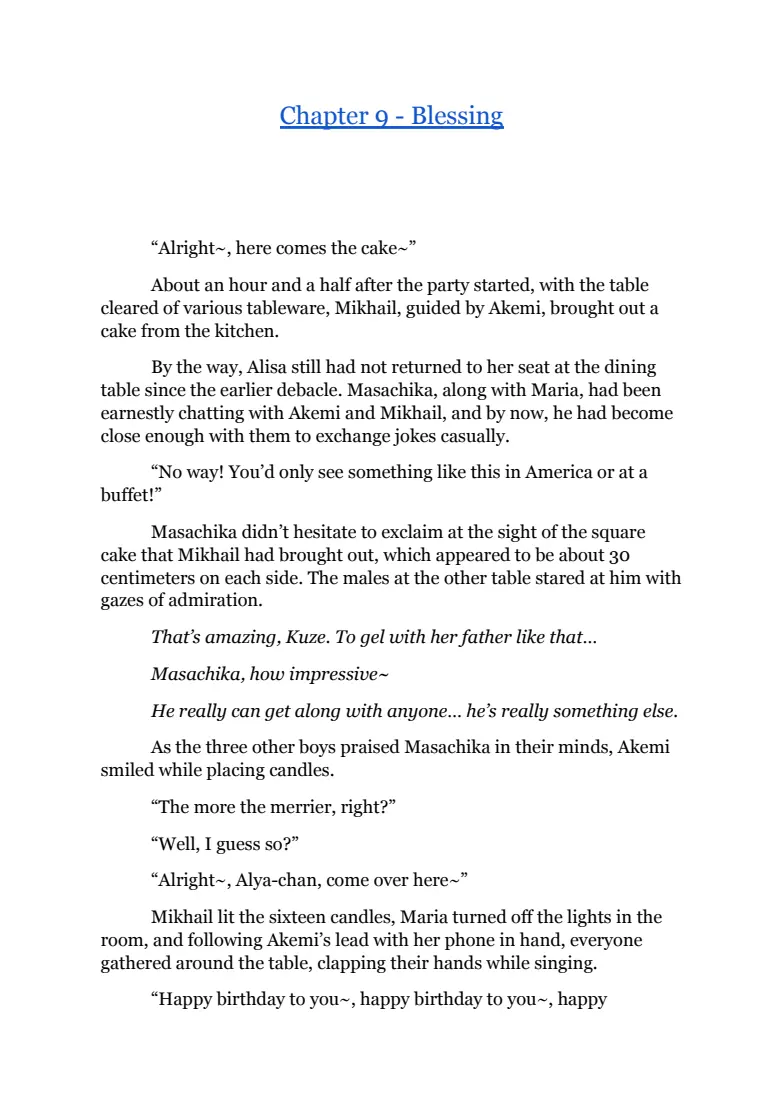 Chapter 9 - Blessing
“Alright~, here comes the cake~”
About an hour and a half after the party started, with the table
cleared of various tableware, Mikhail, guided by Akemi, brought out a
cake from the kitchen.
By the way, Alisa still had not returned to her seat at the dining
table since the earlier debacle. Masachika, along with Maria, had been
earnestly chatting with Akemi and Mikhail, and by now, he had become
close enough with them to exchange jokes casually.
“No way! You’d only see something like this in America or at a
buffet!”
Masachika didn’t hesitate to exclaim at the sight of the square
cake that Mikhail had brought out, which appeared to be about 30
centimeters on each side. The males at the other table stared at him with
gazes of admiration.
That’s amazing, Kuze. To gel with her father like that…
Masachika, how impressive~
He really can get along with anyone… he’s really something else.
As the three other boys praised Masachika in their minds, Akemi
smiled while placing candles.
“The more the merrier, right?”
“Well, I guess so?”
“Alright~, Alya-chan, come over here~”
Mikhail lit the sixteen candles, Maria turned off the lights in the
room, and following Akemi’s lead with her phone in hand, everyone
gathered around the table, clapping their hands while singing.
“Happy birthday to you~, happy birthday to you~, happy